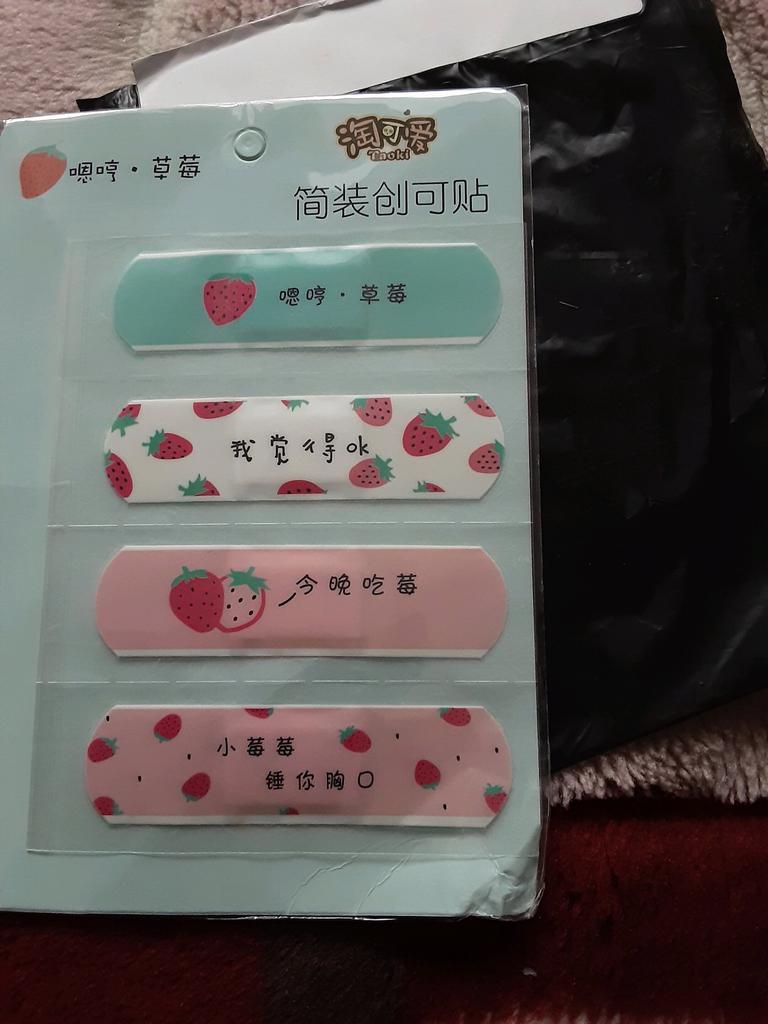 嗯哼·草莓
淘可爱
Taoki
简装创可贴
嗯哼·草莓
我觉得ok
今晚吃莓
小莓莓
锤你胸口